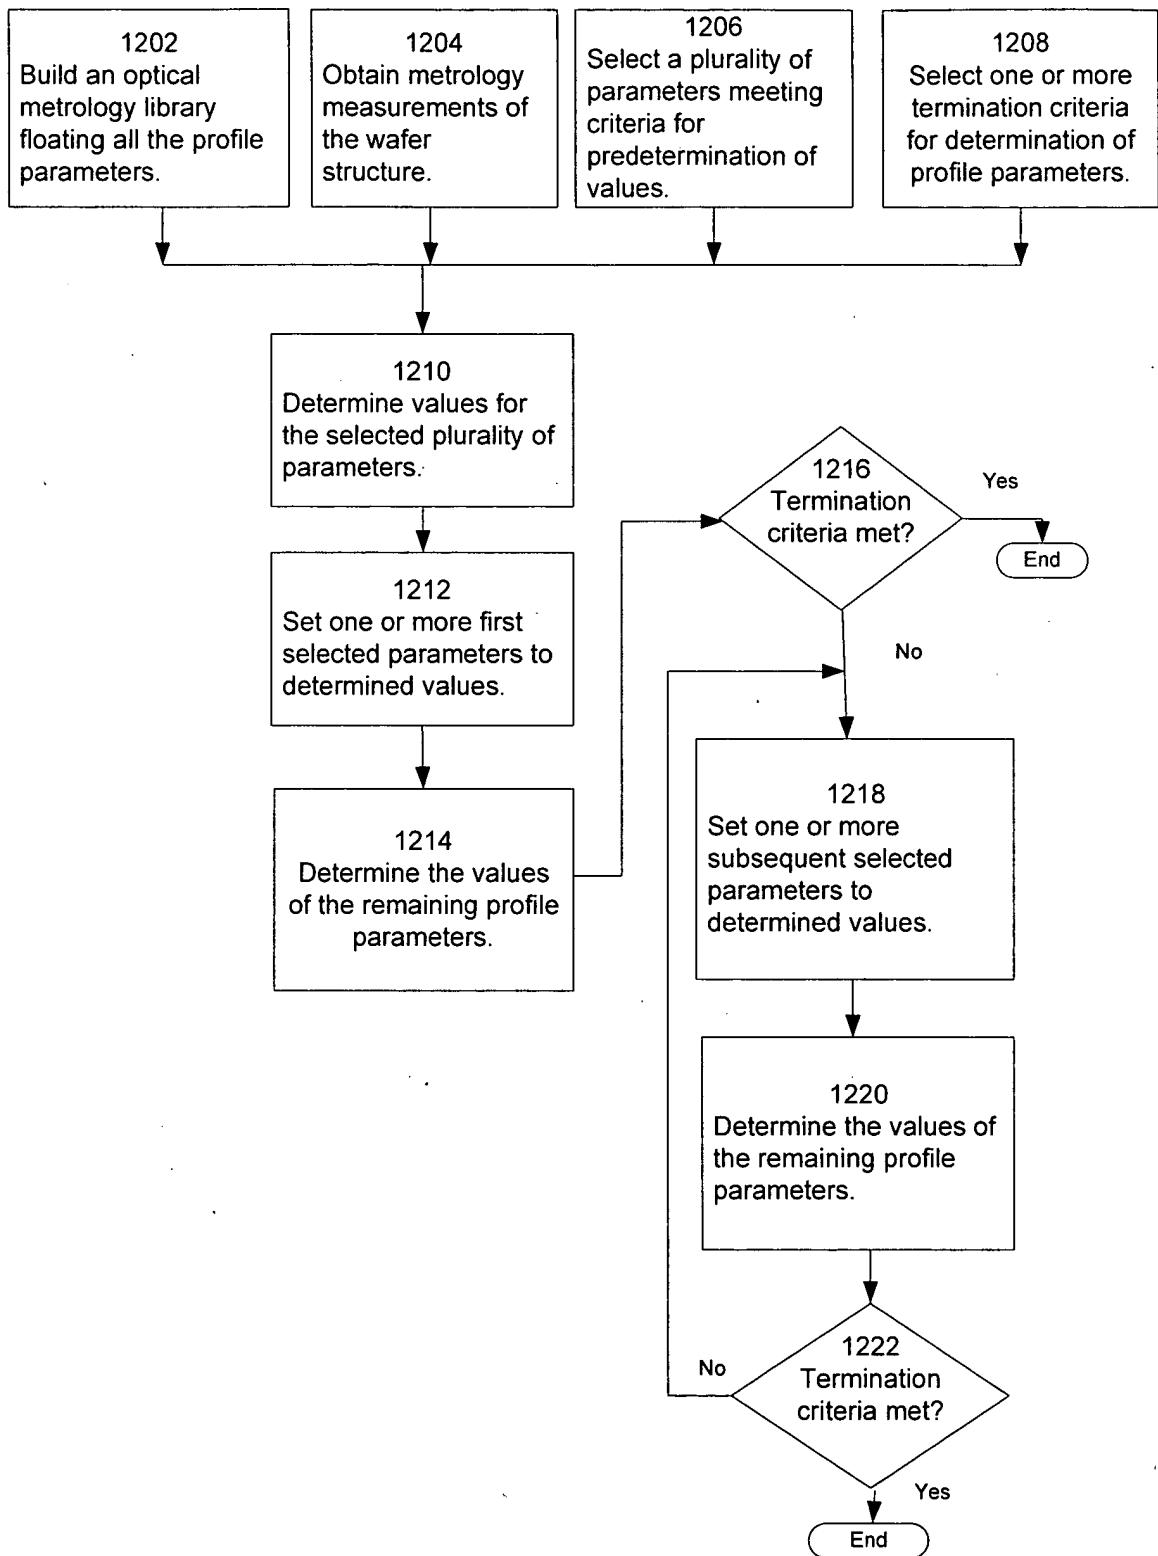 1202
Build an optical
metrology library
floating all the profile
parameters.
1204
Obtain metrology
measurements of
the wafer
structure.
1206
Select a plurality of
parameters meeting
criteria for
predetermination of
values.
1208
Select one or more
termination criteria
for determination of
profile parameters.
1210
Determine values for
the selected plurality of
parameters.
1212
Set one or more first
selected parameters to
determined values.
1214
Determine the values
of the remaining profile
parameters.
1216
Termination
criteria met?
Yes
End
No
1218
Set one or more
subsequent selected
parameters to
determined values.
1220
Determine the values of
the remaining profile
parameters.
1222
Termination
criteria met?
No
Yes
End